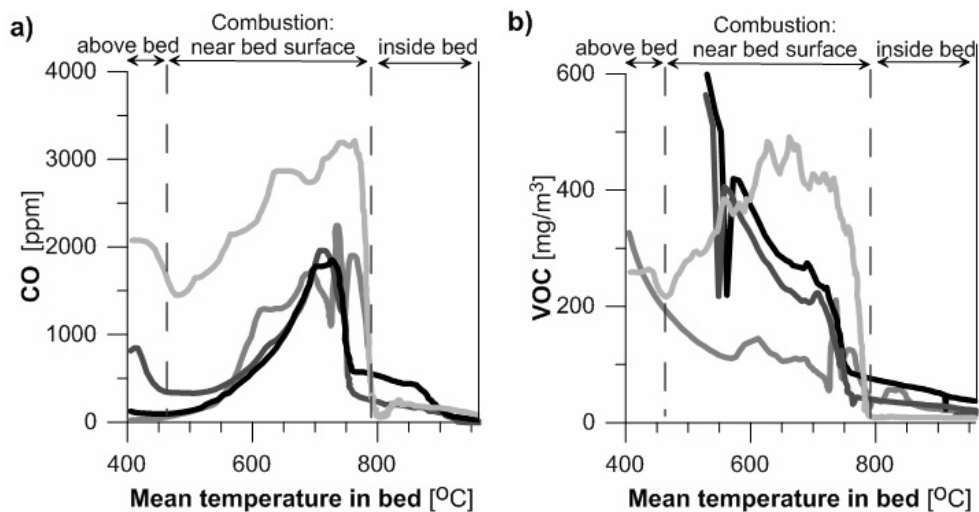 a)
Combustion:
above bed near bed surface inside bed
4000
3000
2000
1000
0
CO [ppm]
400 600 800
Mean temperature in bed [ºC]
b)
Combustion:
above bed near bed surface inside bed
600
400
200
0
VOC [mg/m³]
400 600 800
Mean temperature in bed [ºC]